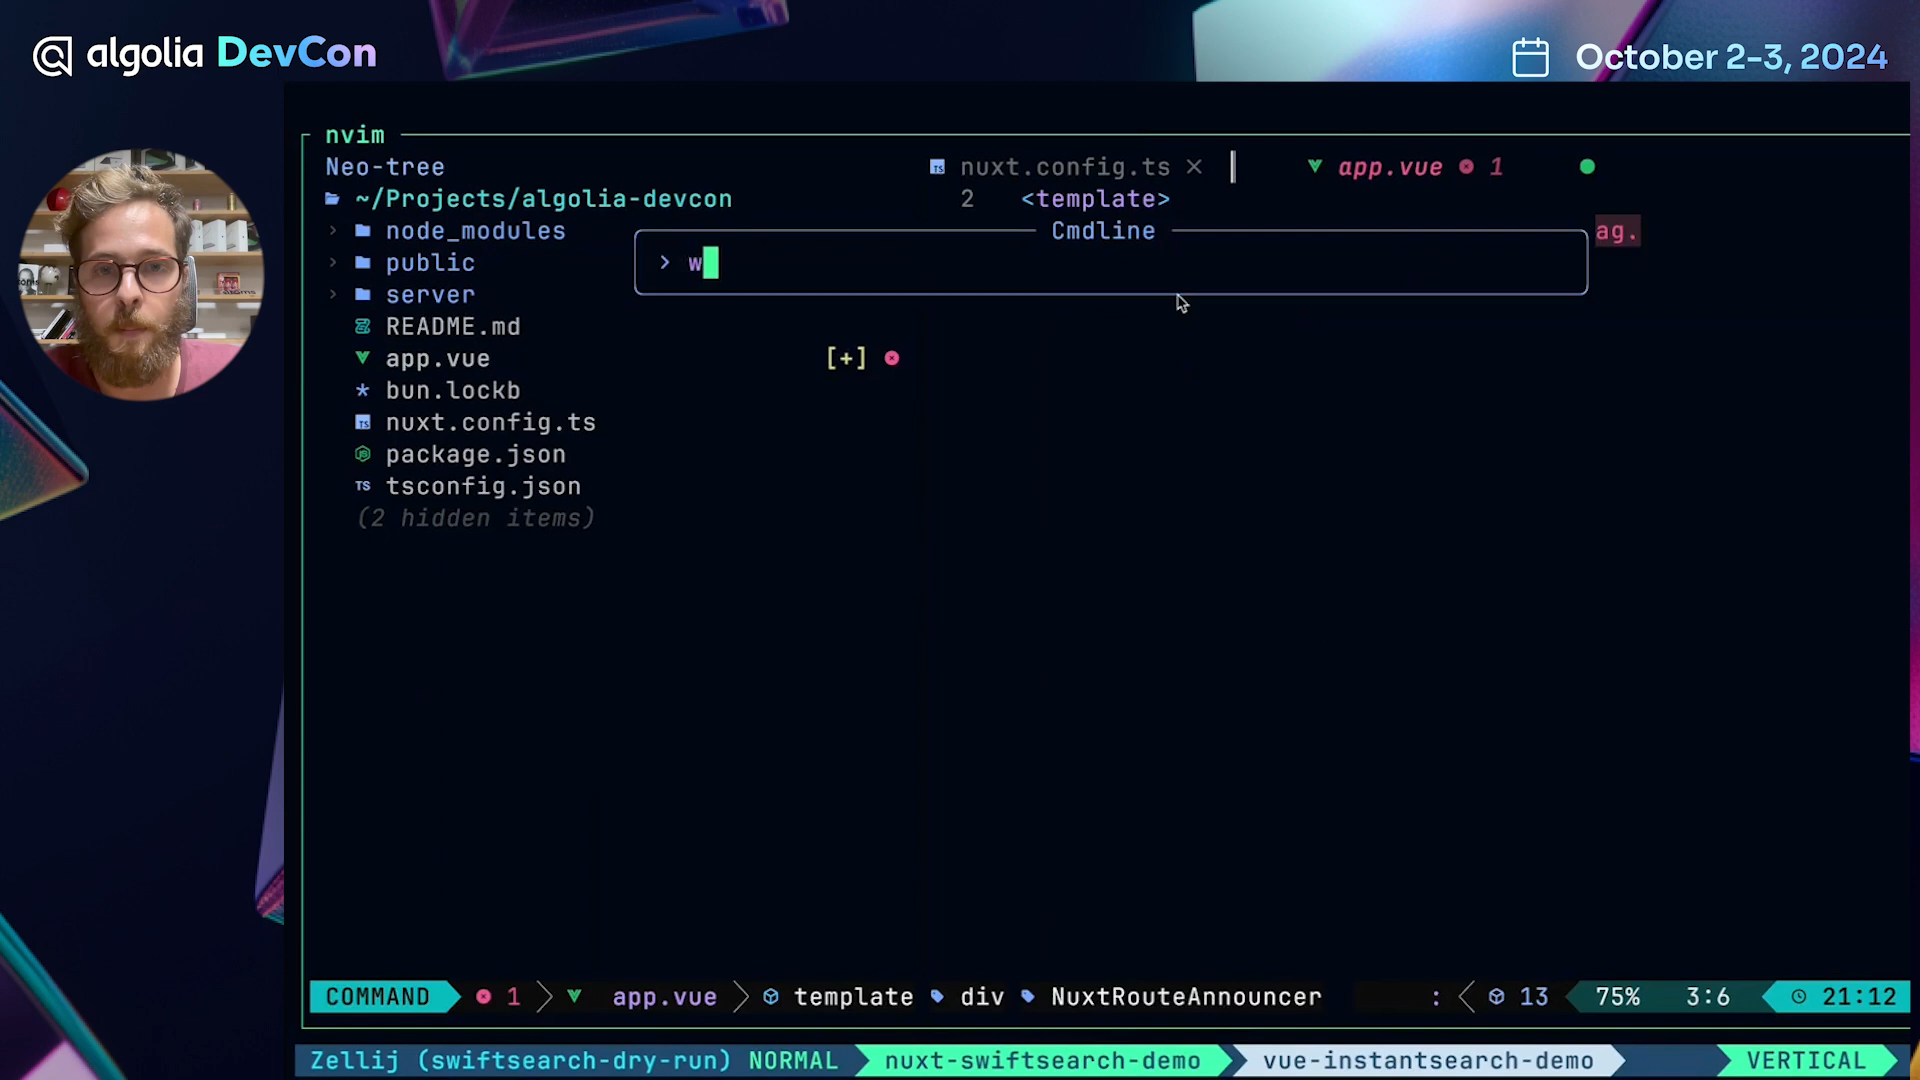 algolia DevCon
October 2-3, 2024
nvim
Neo-tree
nuxt.config.ts ×
app.vue 1
~/Projects/algolia-devcon
2 <template>
node_modules
Cmdline
ag.
> w
public
server
README.md
app.vue [+]
bun.lockb
nuxt.config.ts
package.json
TS tsconfig.json
(2 hidden items)
COMMAND 1 app.vue template div NuxtRouteAnnouncer : 13 75% 3:6 21:12
Zellij (swiftsearch-dry-run) NORMAL nuxt-swiftsearch-demo vue-instantsearch-demo VERTICAL